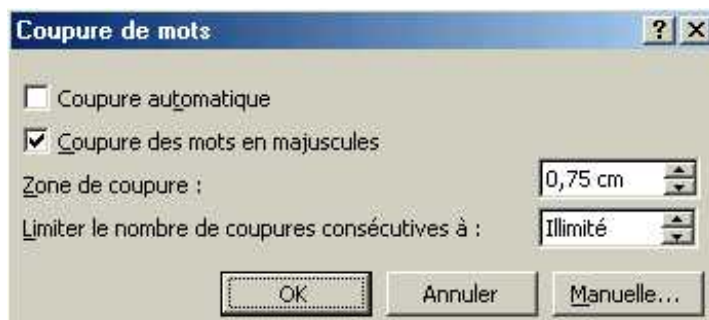 Coupure de mots
Coupure automatique
Coupure des mots en majuscules
Zone de coupure : 0,75 cm
Limiter le nombre de coupures consécutives à : Illimité
OK Annuler Manuelle...